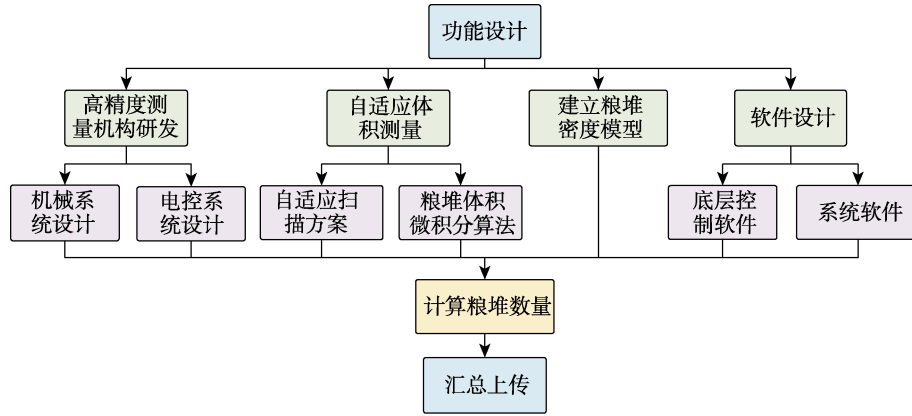 功能设计
高精度测
量机构研发
自适应体
积测量
建立粮堆
密度模型
软件设计
机械系
统设计
电控系
统设计
自适应扫
描方案
粮堆体积
微积分算法
底层控
制软件
系统软件
计算粮堆数量
汇总上传